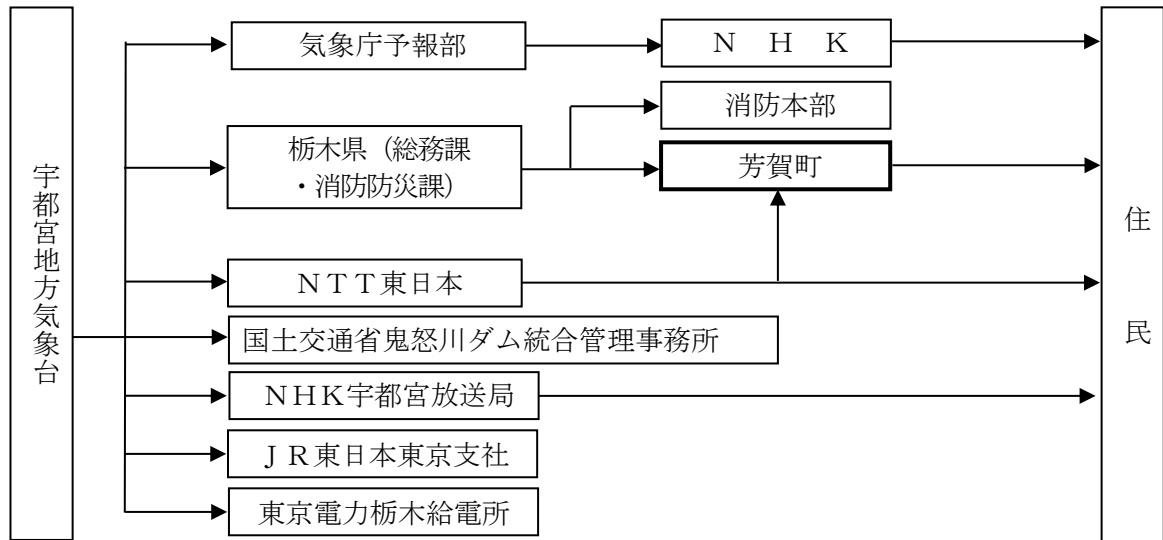 宇都宮地方気象台
気象庁予報部
Ｎ　Ｈ　Ｋ
消防本部
栃木県（総務課
・消防防災課）
芳賀町
ＮＴＴ東日本
国土交通省鬼怒川ダム統合管理事務所
ＮＨＫ宇都宮放送局
ＪＲ東日本東京支社
東京電力栃木給電所
住民